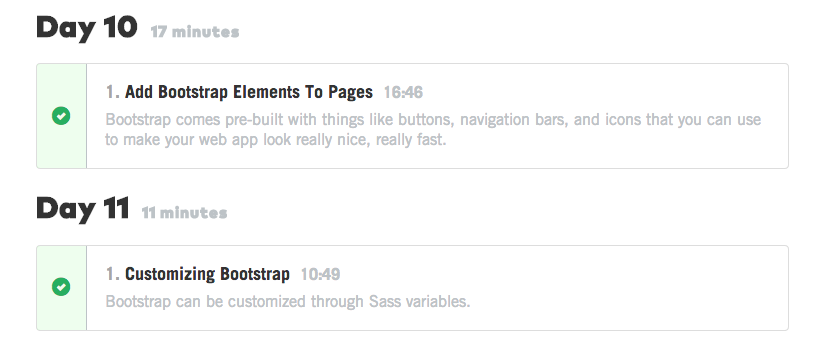 Day 10 17 minutes
1. Add Bootstrap Elements To Pages 16:46
Bootstrap comes pre-built with things like buttons, navigation bars, and icons that you can use
to make your web app look really nice, really fast.
Day 11 11 minutes
1. Customizing Bootstrap 10:49
Bootstrap can be customized through Sass variables.